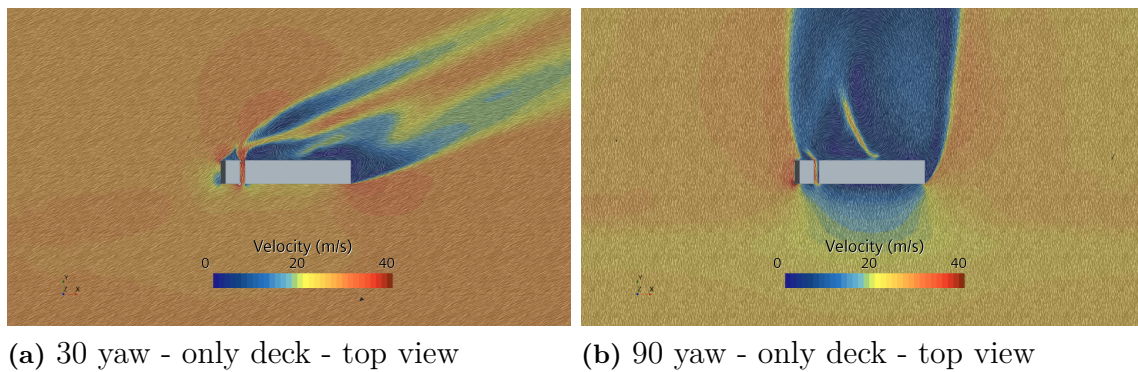 Velocity (m/s)
0 20 40
Y
Z X
Velocity (m/s)
0 20 40
Y
Z X
(a) 30 yaw - only deck - top view
(b) 90 yaw - only deck - top view